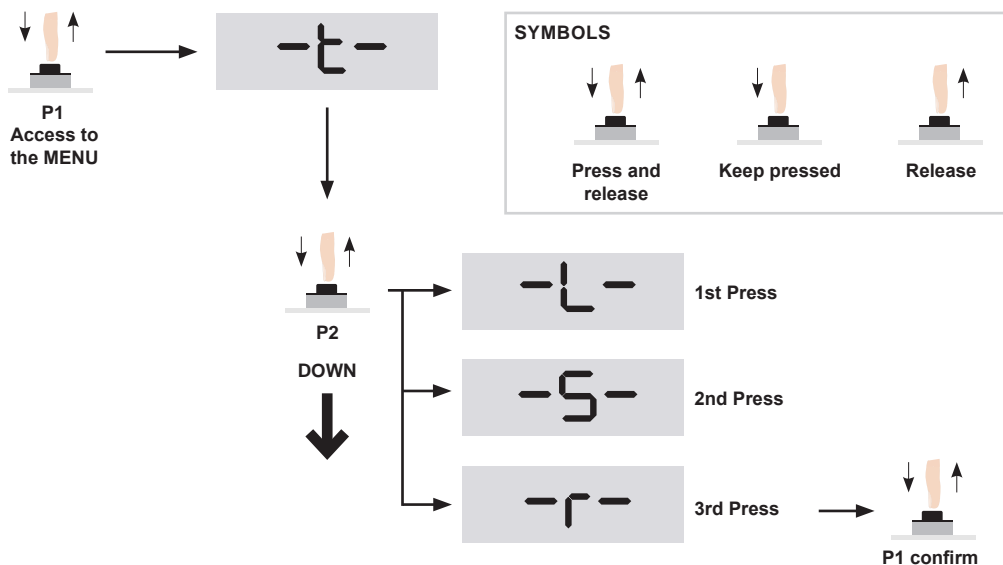 P1
Access to
the MENU
-t-
SYMBOLS
Press and
release
Keep pressed
Release
P2
DOWN
-L-
1st Press
-S-
2nd Press
-r-
3rd Press
P1 confirm